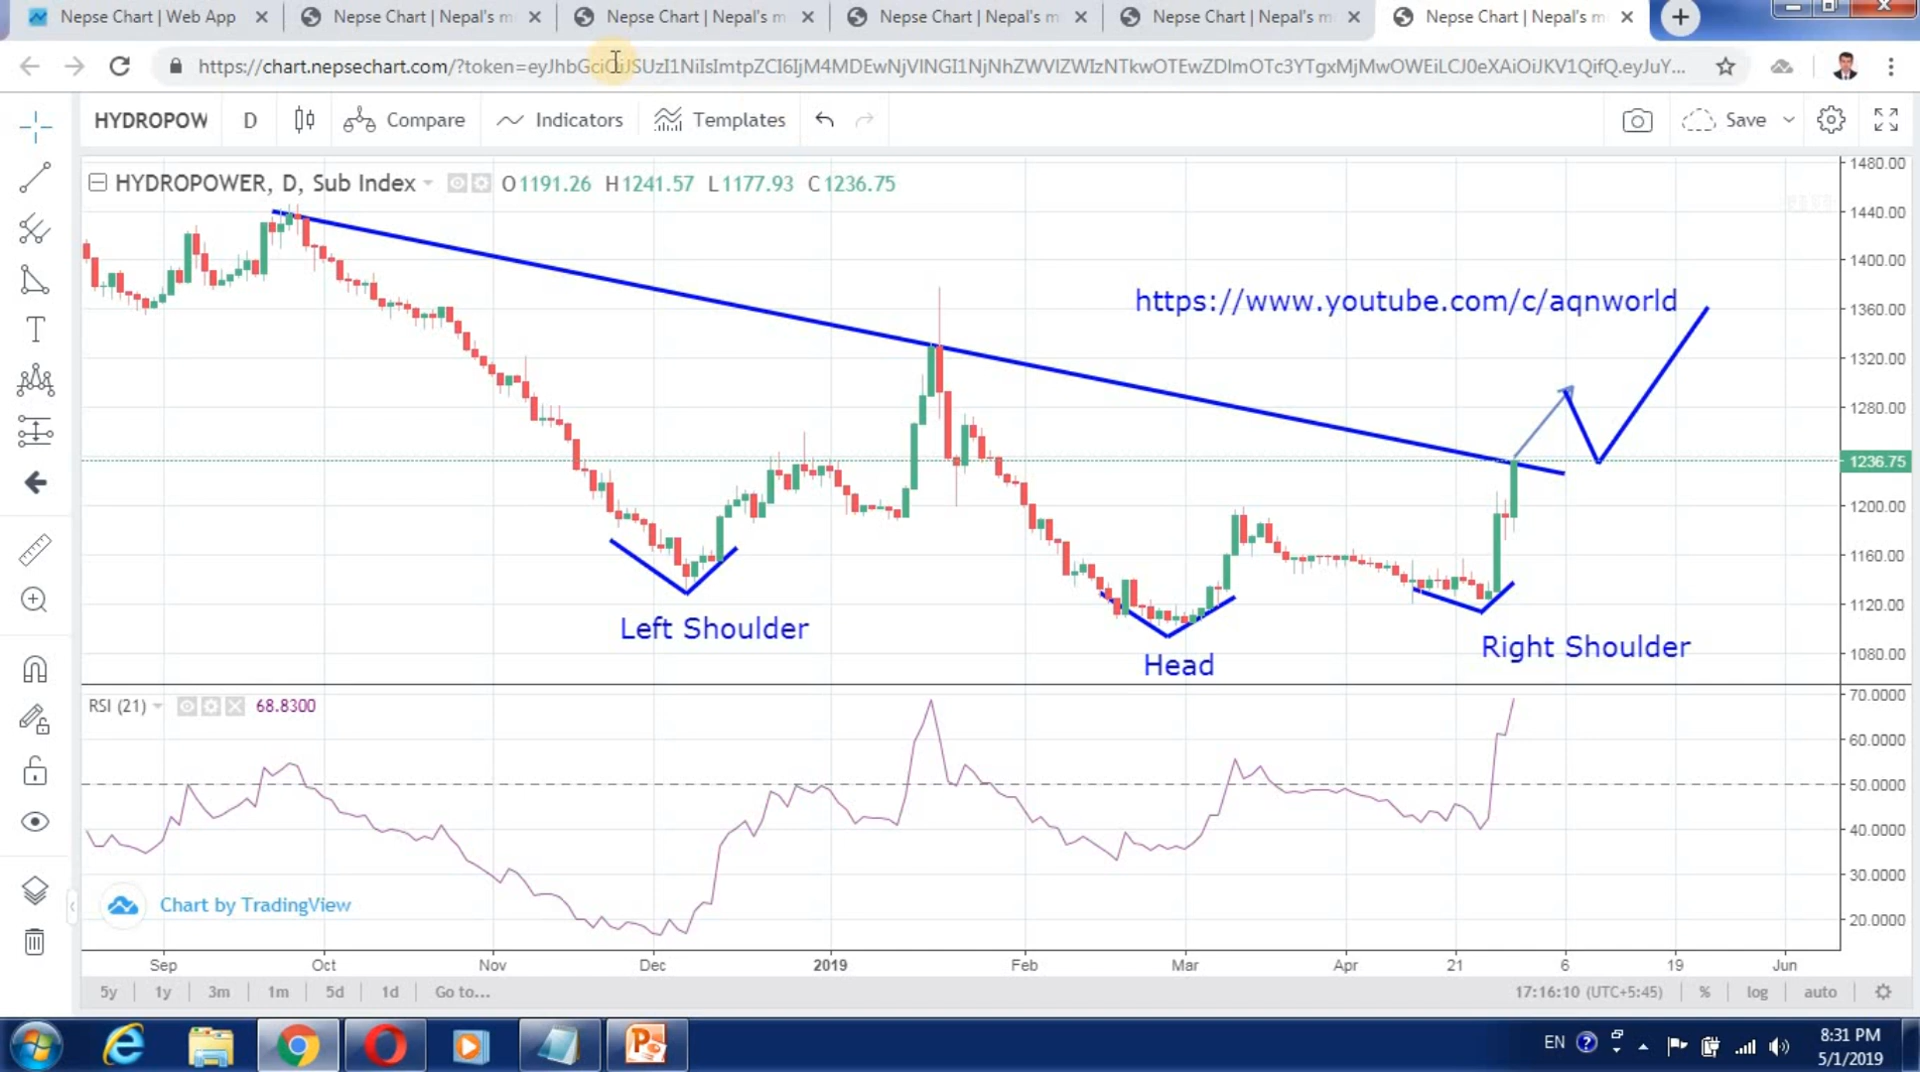 Nepse Chart | Web App
Nepse Chart | Nepal's m
Nepse Chart | Nepal's m
Nepse Chart | Nepal's m
Nepse Chart | Nepal's m
Nepse Chart | Nepal's m
HYDROPOW D Compare Indicators Templates Save
HYDROPOWER, D, Sub Index O1191.26 H1241.57 L1177.93 C1236.75
1480.00
1440.00
1400.00
https://www.youtube.com/c/aqnworld
1360.00
1320.00
1280.00
1236.75
1200.00
1160.00
1120.00
Left Shoulder
Right Shoulder
1080.00
Head
RSI (21) 68.8300
70.0000
60.0000
50.0000
40.0000
30.0000
20.0000
Chart by TradingView
Sep Oct Nov Dec 2019 Feb Mar Apr 21 6 19 Jun
5y 1y 3m 1m 5d 1d Go to... 17:16:10 (UTC+5:45) % log auto
EN 8:31 PM
5/1/2019